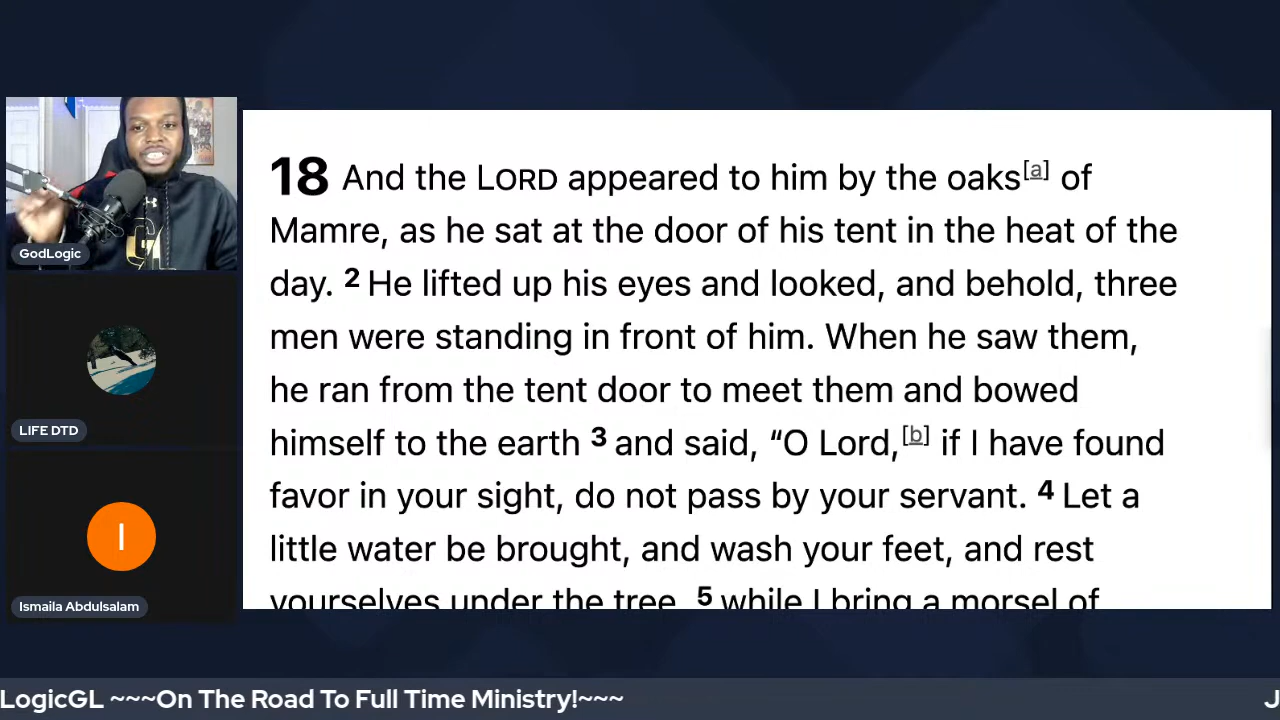 GodLogic
LIFE DTD
I
Ismaila Abdulsalam
18 And the LORD appeared to him by the oaks[a] of
Mamre, as he sat at the door of his tent in the heat of the
day. 2 He lifted up his eyes and looked, and behold, three
men were standing in front of him. When he saw them,
he ran from the tent door to meet them and bowed
himself to the earth 3 and said, “O Lord,[b] if I have found
favor in your sight, do not pass by your servant. 4 Let a
little water be brought, and wash your feet, and rest
yourselves under the tree, 5 while I bring a morsel of
LogicGL ~~~On The Road To Full Time Ministry!~~~ J